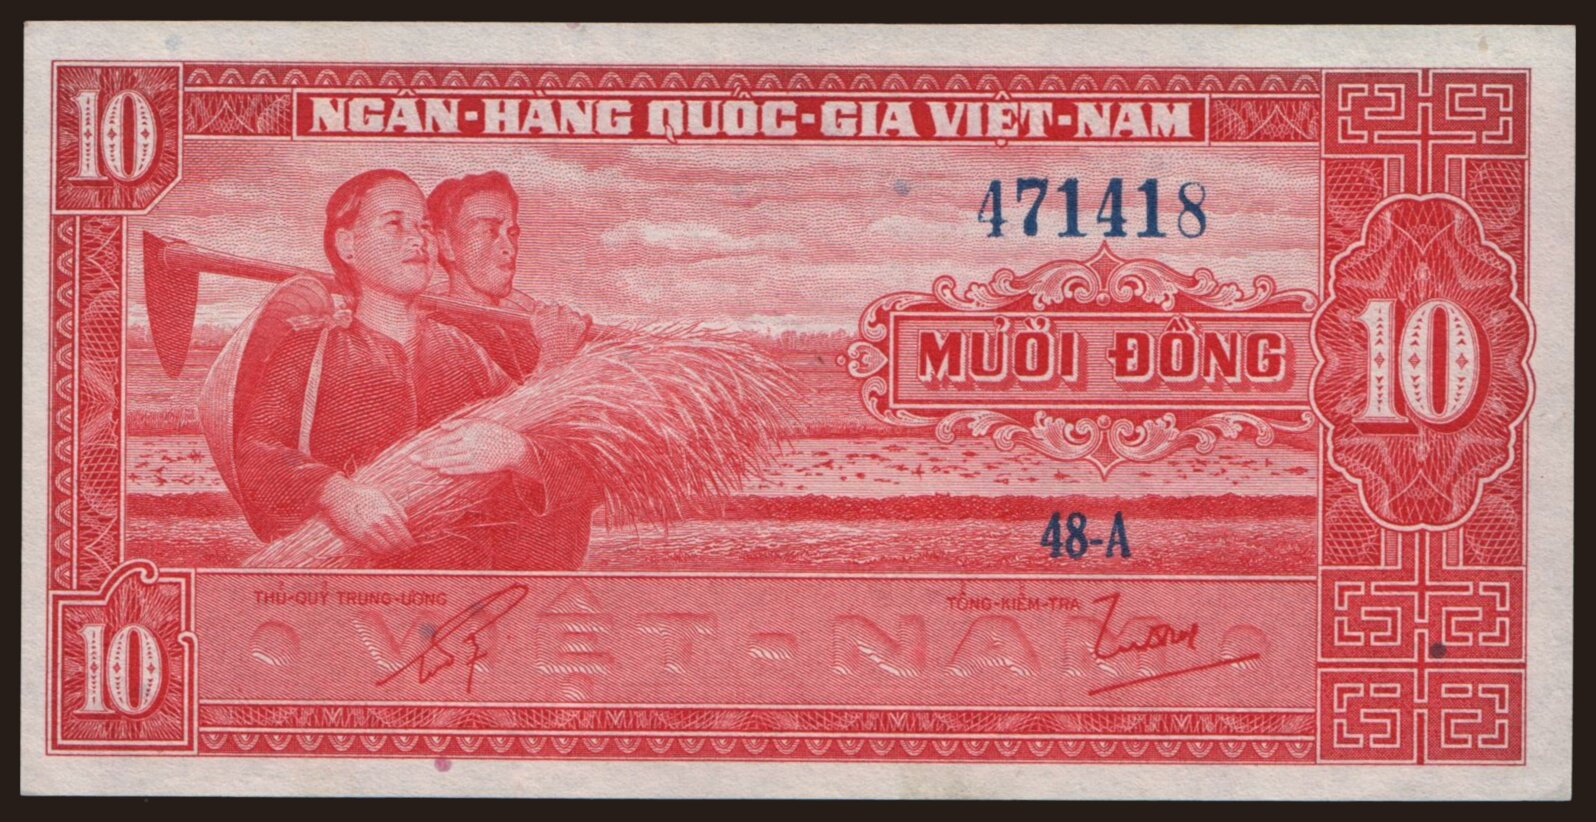 10
NGÂN-HÀNG QUỐC-GIA VIỆT-NAM
471418
MƯỜI ĐỒNG
10
48-A
THỦ-QUỸ TRUNG-ƯƠNG
TỔNG-KIỂM-TRA
VIỆT-NAM
10